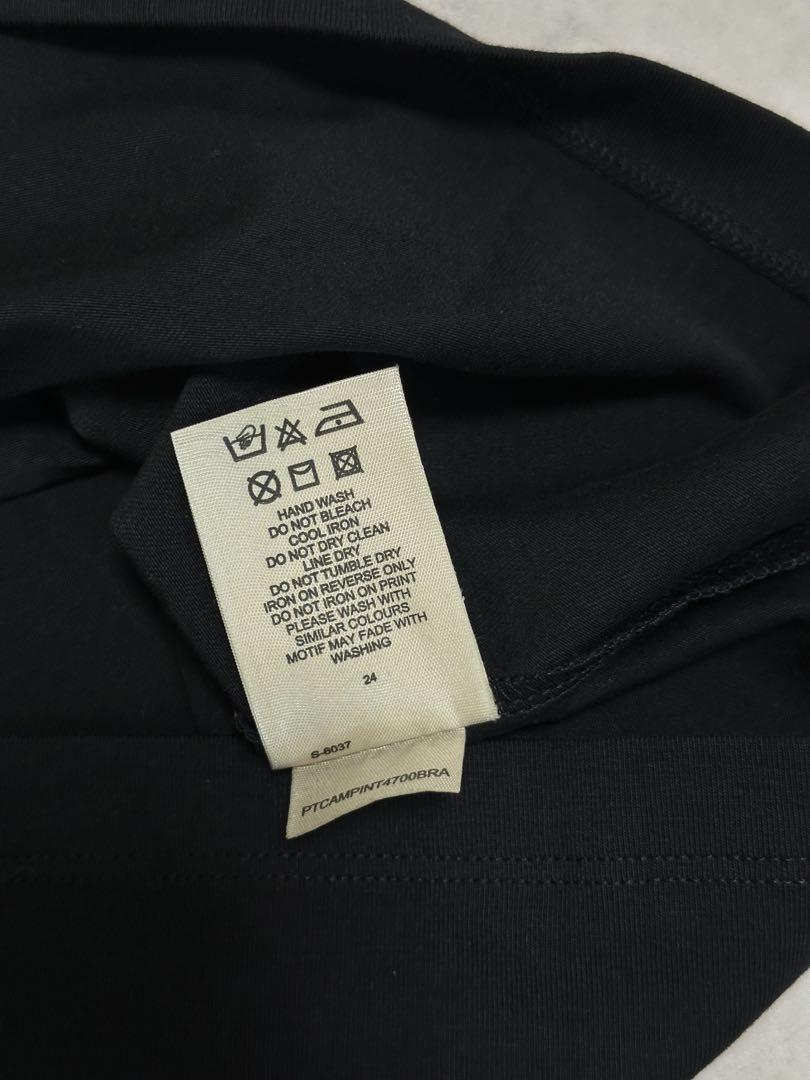 HAND WASH
DO NOT BLEACH
COOL IRON
DO NOT DRY CLEAN
LINE DRY
DO NOT TUMBLE DRY
IRON ON REVERSE ONLY
DO NOT IRON ON PRINT
PLEASE WASH WITH
SIMILAR COLOURS
MOTIF MAY FADE WITH
WASHING
24
S-8037
PTCAMPINT4700BRA